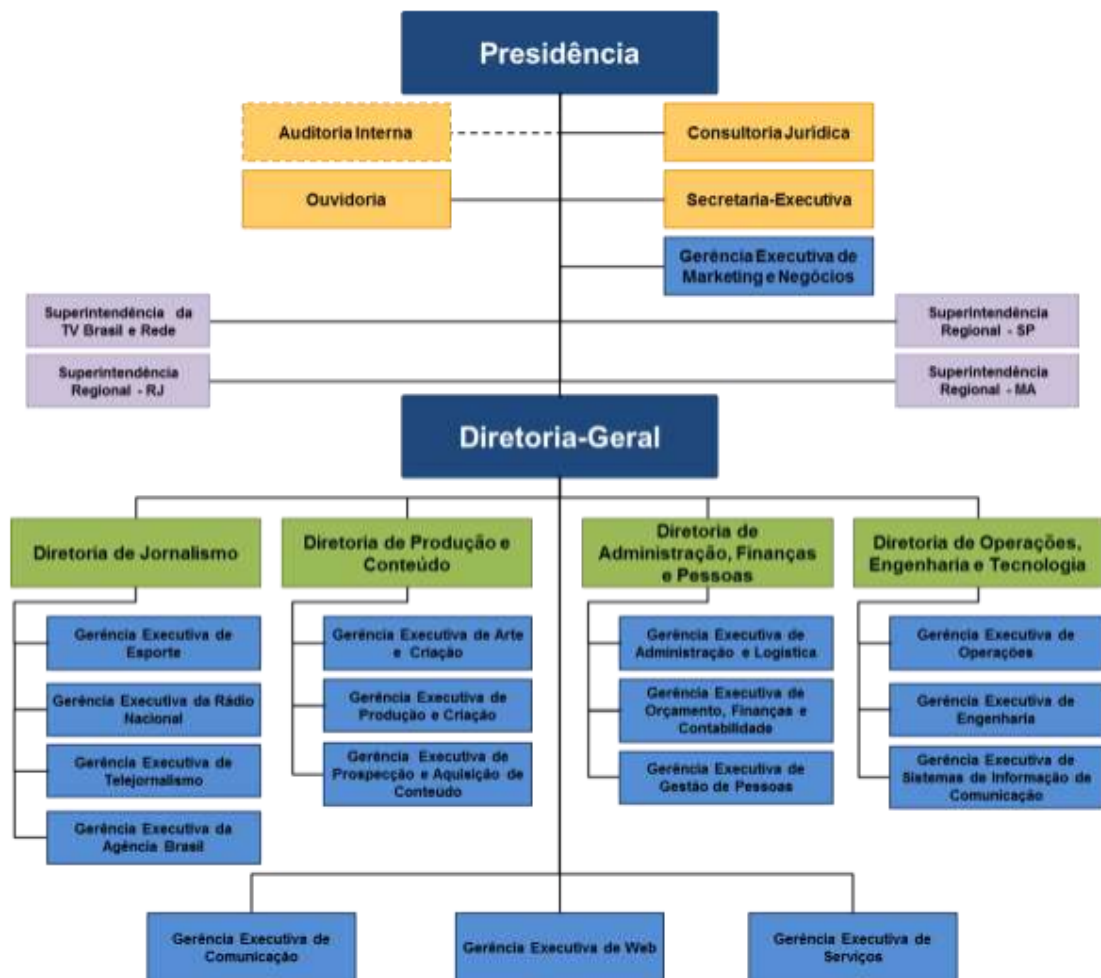 Presidência
Auditoria Interna
Consultoria Jurídica
Ouvidoria
Secretaria-Executiva
Gerência Executiva de
Marketing e Negócios
Superintendência da
TV Brasil e Rede
Superintendência
Regional - SP
Superintendência
Regional - RJ
Superintendência
Regional - MA
Diretoria-Geral
Diretoria de Jornalismo
Diretoria de Produção e
Conteúdo
Diretoria de
Administração, Finanças
e Pessoas
Diretoria de Operações,
Engenharia e Tecnologia
Gerência Executiva de
Esporte
Gerência Executiva da Rádio
Nacional
Gerência Executiva de
Telejornalismo
Gerência Executiva da
Agência Brasil
Gerência Executiva de Arte
e Criação
Gerência Executiva de
Produção e Criação
Gerência Executiva de
Prospecção e Aquisição de
Conteúdo
Gerência Executiva de
Administração e Logística
Gerência Executiva de
Orçamento, Finanças e
Contabilidade
Gerência Executiva de
Gestão de Pessoas
Gerência Executiva de
Operações
Gerência Executiva de
Engenharia
Gerência Executiva de
Sistemas de Informação de
Comunicação
Gerência Executiva de
Comunicação
Gerência Executiva de Web
Gerência Executiva de
Serviços